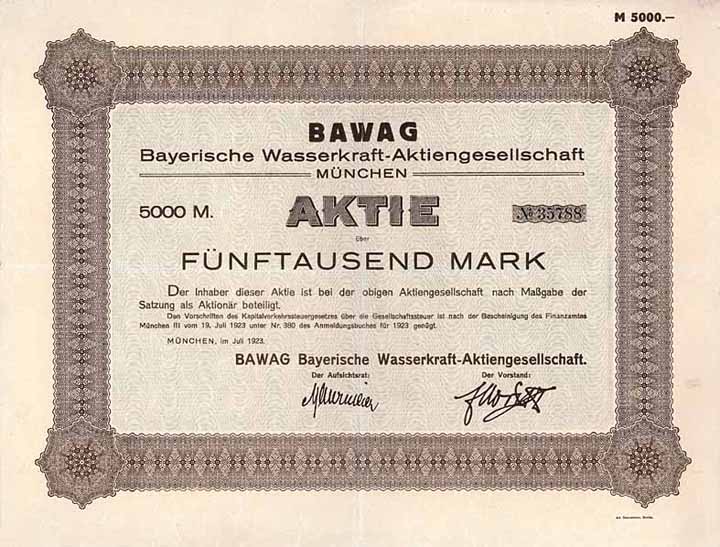 M 5000.—
BAWAG
Bayerische Wasserkraft-Aktiengesellschaft
MÜNCHEN
5000 M. AKTIE № 35788
über
FÜNFTAUSEND MARK
Der Inhaber dieser Aktie ist bei der obigen Aktiengesellschaft nach Maßgabe der
Satzung als Aktionär beteiligt.
Den Vorschriften des Kapitalverkehrssteuergesetzes über die Gesellschaftssteuer ist nach der Bescheinigung des Finanzamtes
München III vom 19. Juli 1923 unter Nr. 380 des Anmeldungsbuches für 1923 genügt.
MÜNCHEN, im Juli 1923.
BAWAG Bayerische Wasserkraft-Aktiengesellschaft.
Der Aufsichtsrat: Der Vorstand: